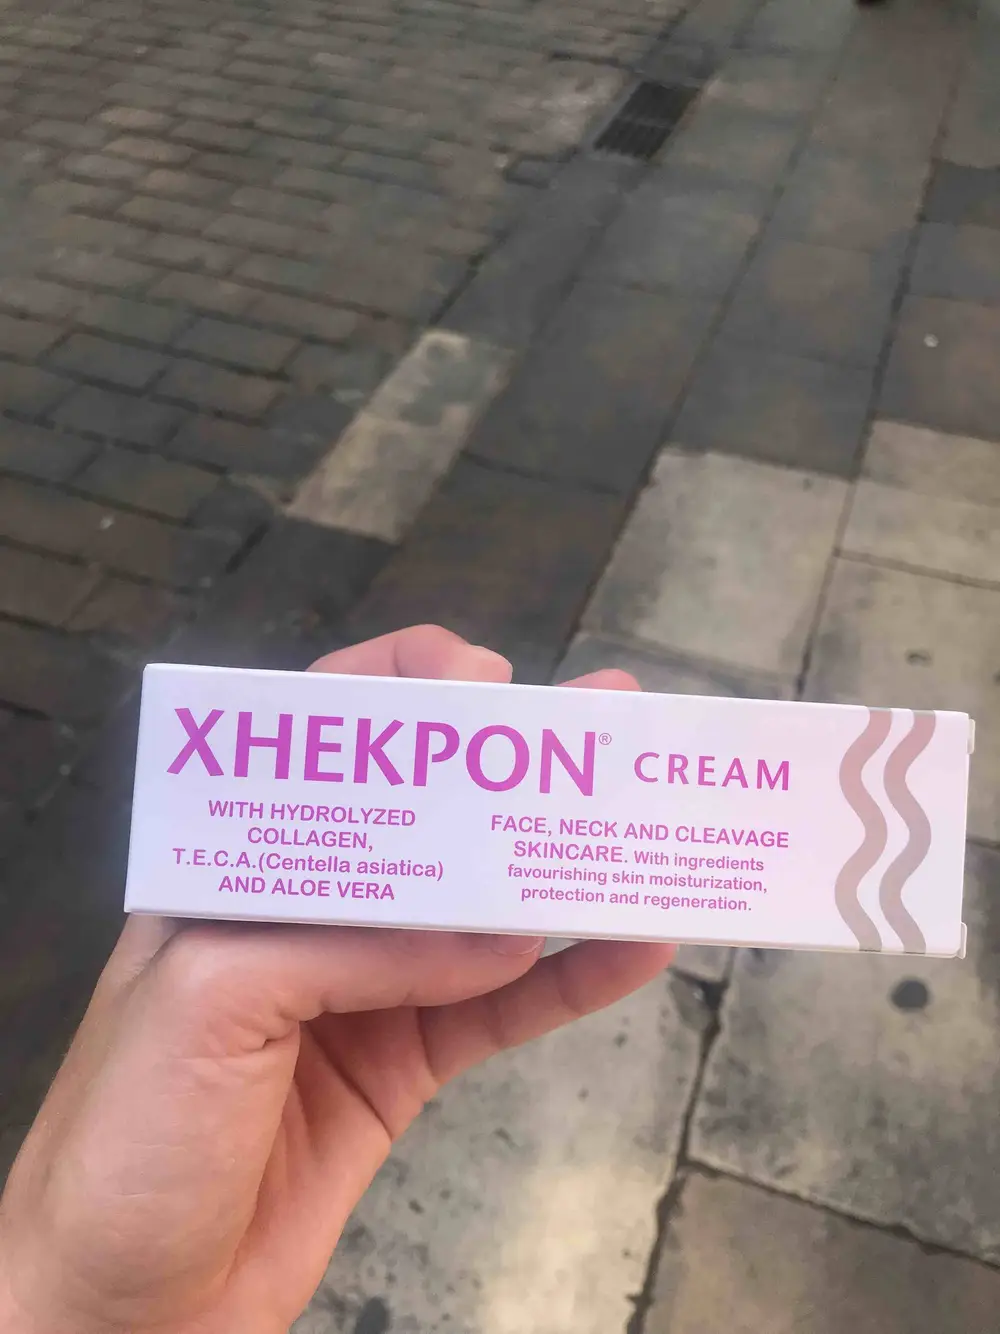 XHEKPON® CREAM
WITH HYDROLYZED
COLLAGEN,
T.E.C.A.(Centella asiatica)
AND ALOE VERA
FACE, NECK AND CLEAVAGE
SKINCARE. With ingredients
favourishing skin moisturization,
protection and regeneration.